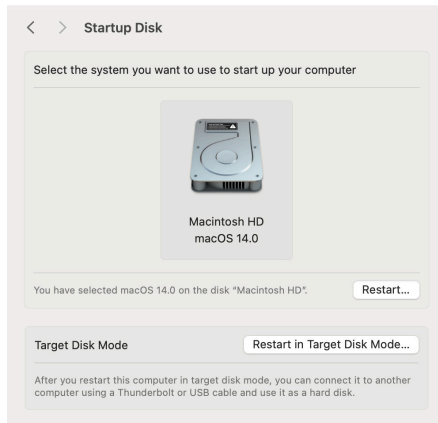 Startup Disk
Select the system you want to use to start up your computer
Macintosh HD
macOS 14.0
You have selected macOS 14.0 on the disk “Macintosh HD”.
Restart...
Target Disk Mode
Restart in Target Disk Mode...
After you restart this computer in target disk mode, you can connect it to another
computer using a Thunderbolt or USB cable and use it as a hard disk.